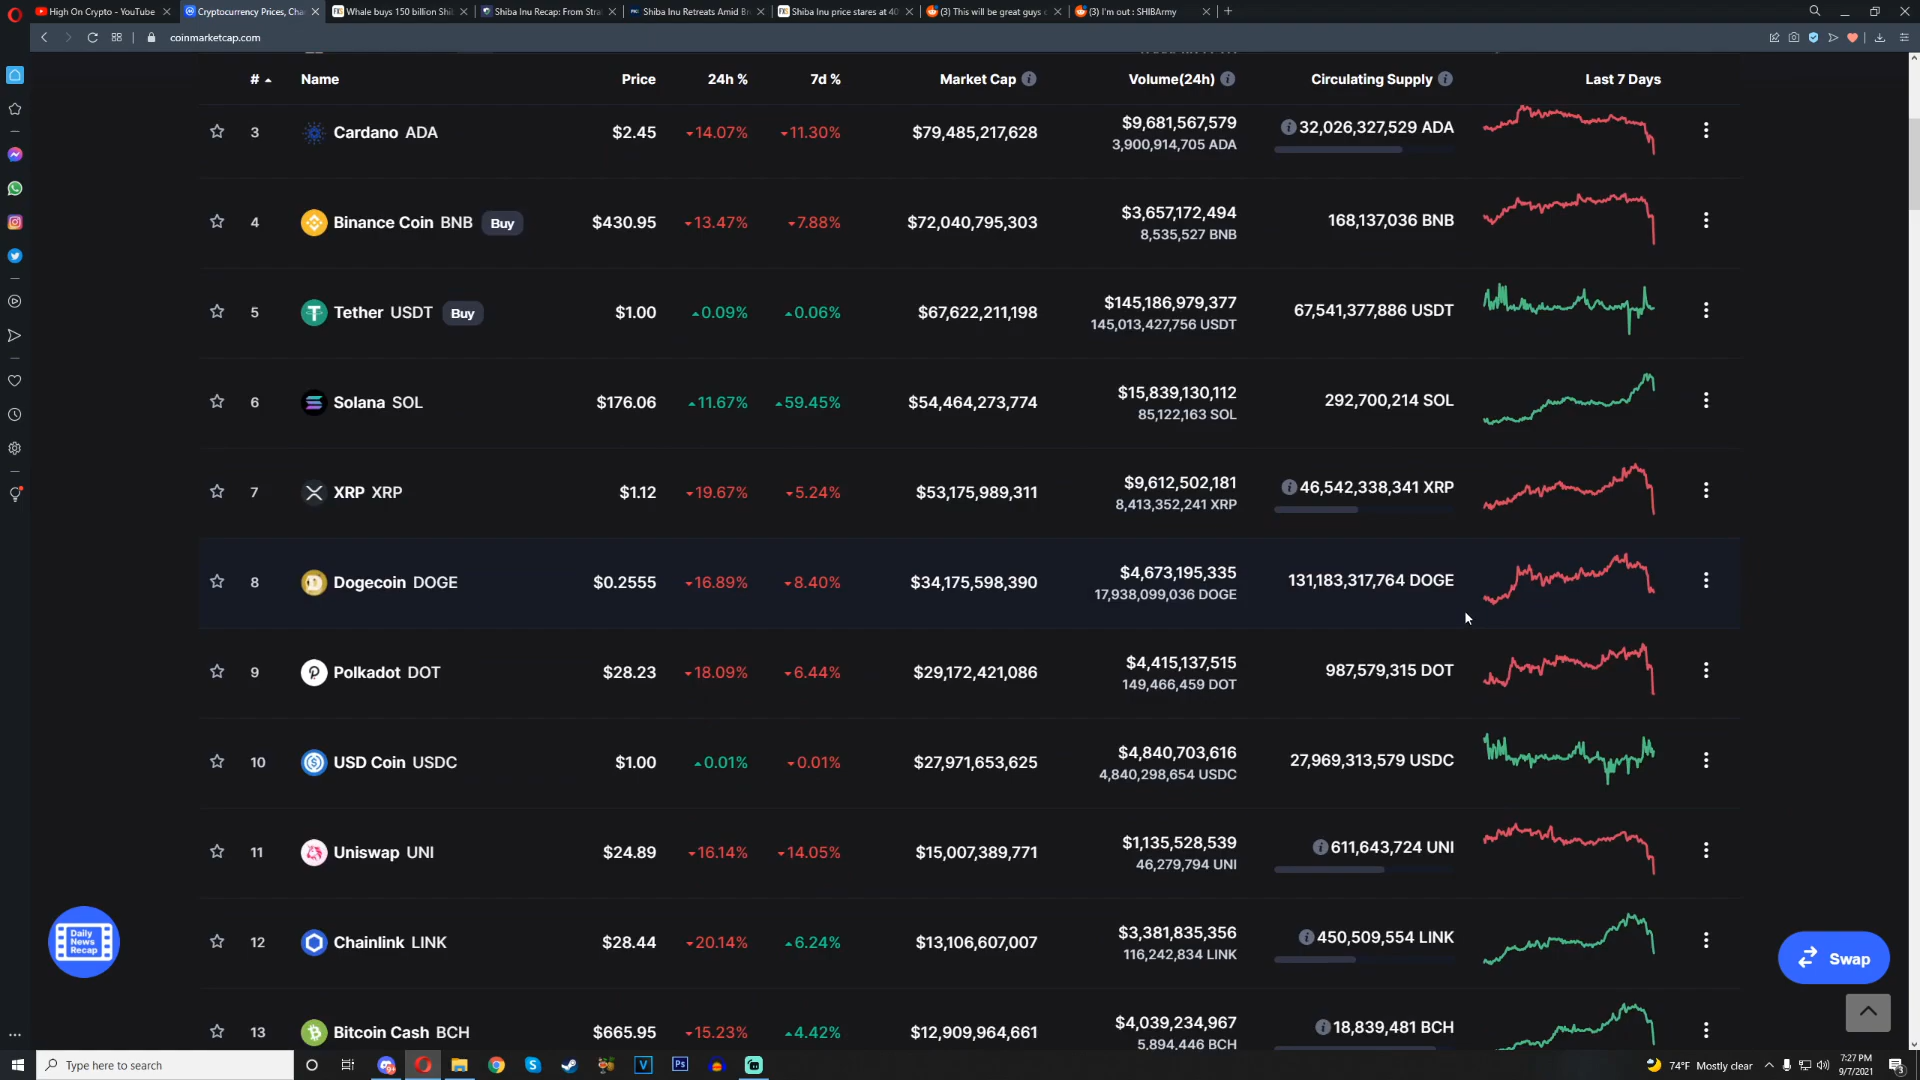 High On Crypto - YouTube
Cryptocurrency Prices, Cha
Whale buys 150 billion Shib
Shiba Inu Recap: From Stra
Shiba Inu Retreats Amid Br
Shiba Inu price stares at 40
(3) This will be great guys
(3) I'm out : SHIBArmy
coinmarketcap.com
# Name Price 24h % 7d % Market Cap Volume(24h) Circulating Supply Last 7 Days
3 Cardano ADA $2.45 14.07% 11.30% $79,485,217,628 $9,681,567,579 32,026,327,529 ADA
3,900,914,705 ADA
4 Binance Coin BNB Buy $430.95 13.47% 7.88% $72,040,795,303 $3,657,172,494 168,137,036 BNB
8,535,527 BNB
5 Tether USDT Buy $1.00 0.09% 0.06% $67,622,211,198 $145,186,979,377 67,541,377,886 USDT
145,013,427,756 USDT
6 Solana SOL $176.06 11.67% 59.45% $54,464,273,774 $15,839,130,112 292,700,214 SOL
85,122,163 SOL
7 XRP XRP $1.12 19.67% 5.24% $53,175,989,311 $9,612,502,181 46,542,338,341 XRP
8,413,352,241 XRP
8 Dogecoin DOGE $0.2555 16.89% 8.40% $34,175,598,390 $4,673,195,335 131,183,317,764 DOGE
17,938,099,036 DOGE
9 Polkadot DOT $28.23 18.09% 6.44% $29,172,421,086 $4,415,137,515 987,579,315 DOT
149,466,459 DOT
10 USD Coin USDC $1.00 0.01% 0.01% $27,971,653,625 $4,840,703,616 27,969,313,579 USDC
4,840,298,654 USDC
11 Uniswap UNI $24.89 16.14% 14.05% $15,007,389,771 $1,135,528,539 611,643,724 UNI
46,279,794 UNI
12 Chainlink LINK $28.44 20.14% 6.24% $13,106,607,007 $3,381,835,356 450,509,554 LINK
116,242,834 LINK
13 Bitcoin Cash BCH $665.95 15.23% 4.42% $12,909,964,661 $4,039,234,967 18,839,481 BCH
5,894,446 BCH
Daily
News
Recap
Swap
Type here to search
74°F Mostly clear
7:27 PM
9/7/2021